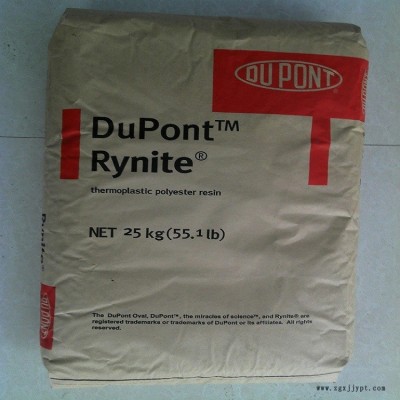 DU PONT
DuPont™
Rynite®
thermoplastic polyester resin
NET 25 kg (55.1 lb)
The DuPont Oval, DuPont™, the miracles of science™, and Rynite® are
registered trademarks or trademarks of DuPont or its affiliates. All rights
reserved.
DU PONT
www.zgxjjypt.com